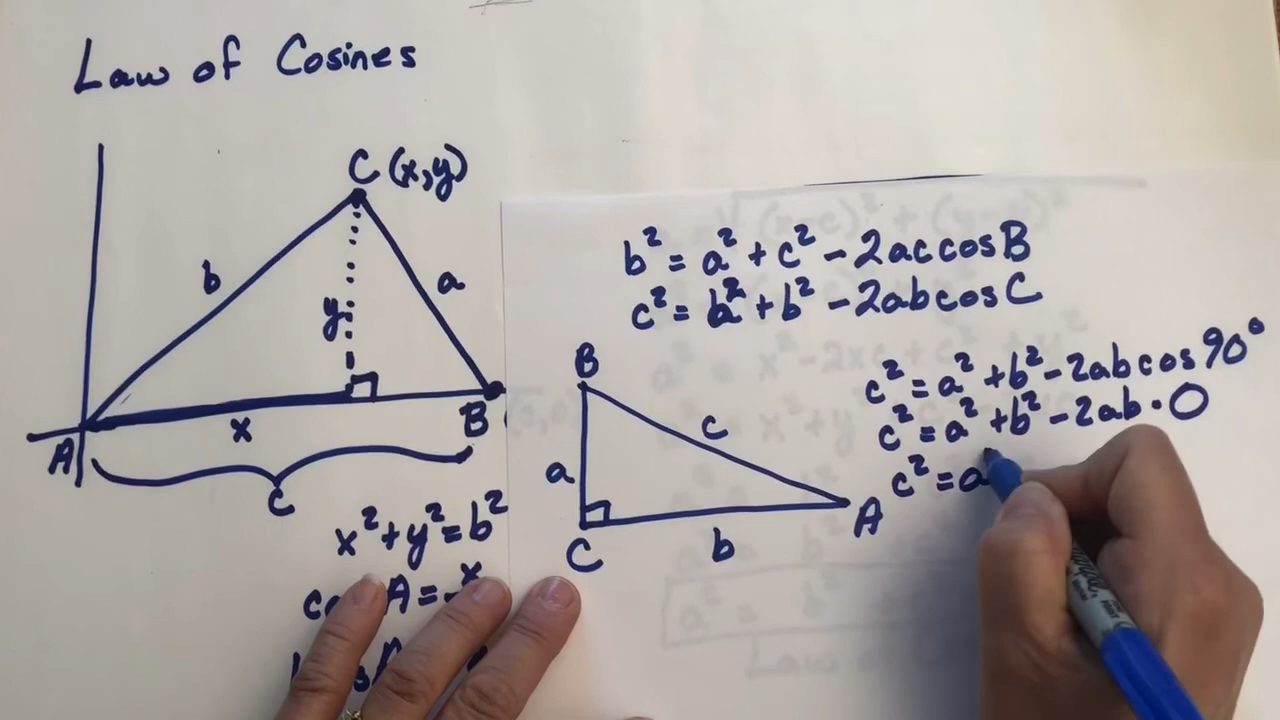 Law of Cosines
C (x,y)
b
a
y
x
A
B
c
x² + y² = b²
A =
b² = a² + c² - 2ac cos B
c² = b² + b² - 2ab cos C
B
a
c
C
b
A
c² = a² + b² - 2ab cos 90°
c² = a² + b² - 2ab · 0
c² = a